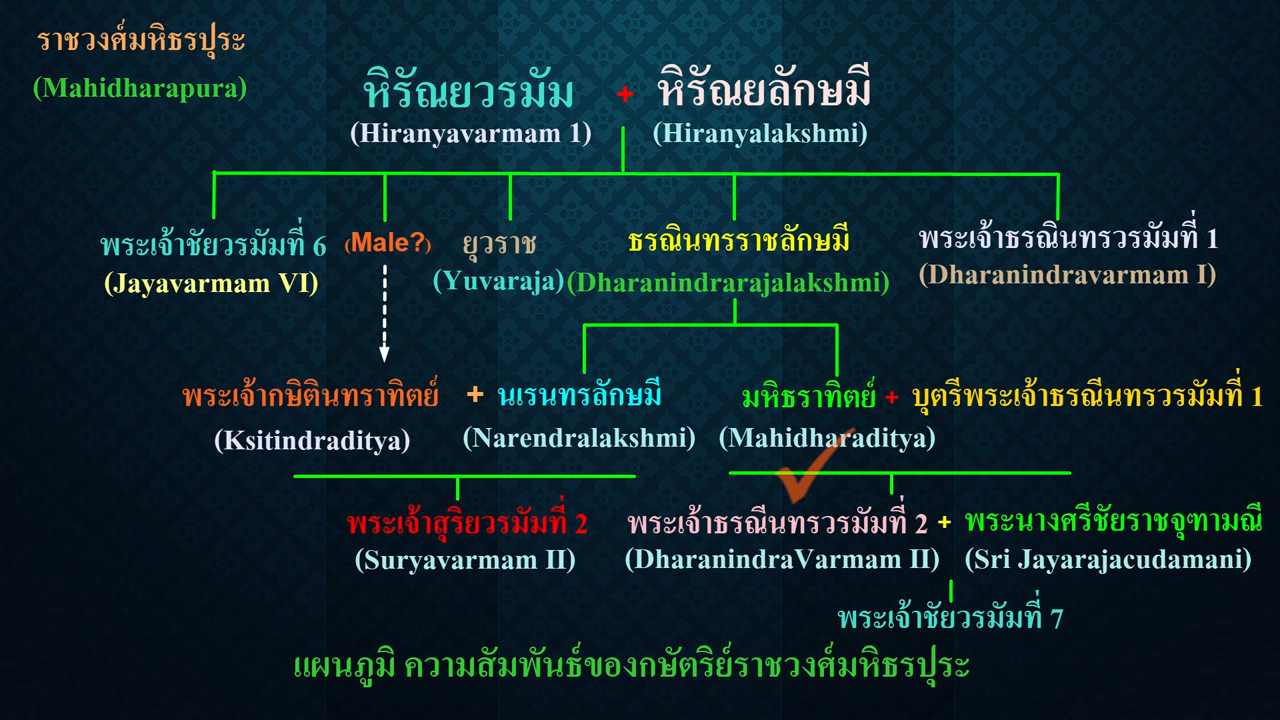 ราชวงศ์มหิธรปุระ
(Mahidharapura)
หิรัณยวรมัม + หิรัณยลักษมี
(Hiranyavarmam 1) (Hiranyalakshmi)
พระเจ้าชัยวรมัมที่ 6 (Male?) ยุวราช ธรณินทรราชลักษมี พระเจ้าธรณินทรวรมัมที่ 1
(Jayavarmam VI) (Yuvaraja) (Dharanindrarajalakshmi) (Dharanindravarmam I)
พระเจ้ากษิตินทราทิตย์ + นเรนทรลักษมี มหิธราทิตย์ + บุตรีพระเจ้าธรณีนทรวรมัมที่ 1
(Ksitindraditya) (Narendralakshmi) (Mahidharaditya)
พระเจ้าสุริยวรมัมที่ 2 พระเจ้าธรณีนทรวรมัมที่ 2 + พระนางศรีชัยราชจุฑามณี
(Suryavarmam II) (DharanindraVarmam II) (Sri Jayarajacudamani)
พระเจ้าชัยวรมัมที่ 7
แผนภูมิ ความสัมพันธ์ของกษัตริย์ราชวงศ์มหิธรปุระ